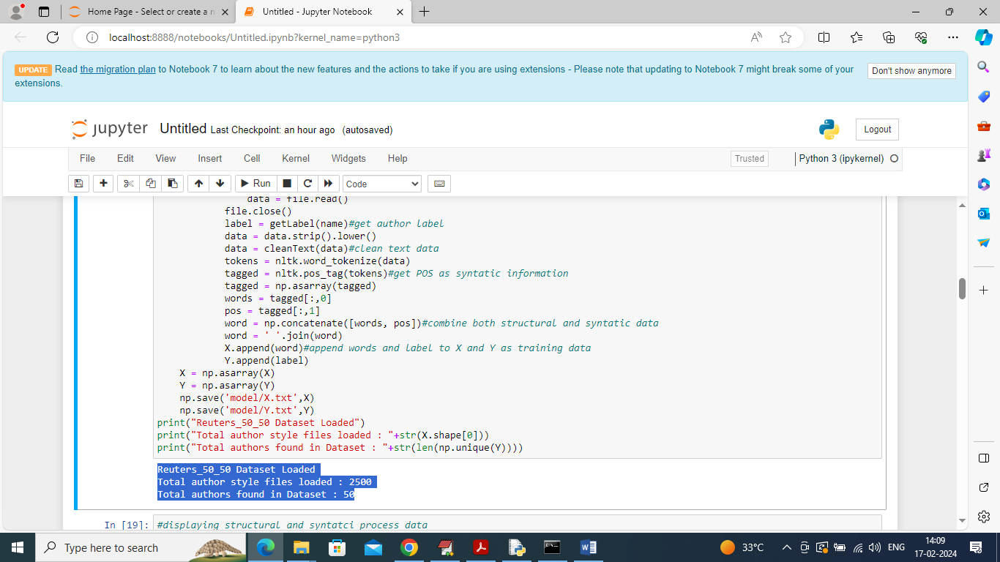 Home Page - Select or create a n
Untitled - Jupyter Notebook
localhost:8888/notebooks/Untitled.ipynb?kernel_name=python3
UPDATE Read the migration plan to Notebook 7 to learn about the new features and the actions to take if you are using extensions - Please note that updating to Notebook 7 might break some of your
extensions.
Don't show anymore
jupyter Untitled Last Checkpoint: an hour ago (autosaved)
Logout
File Edit View Insert Cell Kernel Widgets Help
Trusted
Python 3 (ipykernel)
Run
Code
data = file.read()
file.close()
label = getLabel(name)#get author label
data = data.strip().lower()
data = cleanText(data)#clean text data
tokens = nltk.word_tokenize(data)
tagged = nltk.pos_tag(tokens)#get POS as syntatic information
tagged = np.asarray(tagged)
words = tagged[:,0]
pos = tagged[:,1]
word = np.concatenate([words, pos])#combine both structural and syntatic data
word = ' '.join(word)
X.append(word)#append words and label to X and Y as training data
Y.append(label)
X = np.asarray(X)
Y = np.asarray(Y)
np.save('model/X.txt',X)
np.save('model/Y.txt',Y)
print("Reuters_50_50 Dataset Loaded")
print("Total author style files loaded : "+str(X.shape[0]))
print("Total authors found in Dataset : "+str(len(np.unique(Y))))
Reuters_50_50 Dataset Loaded
Total author style files loaded : 2500
Total authors found in Dataset : 50
In [19]: #displaying structural and syntatci process data
Type here to search
33°C
ENG
14:09
17-02-2024